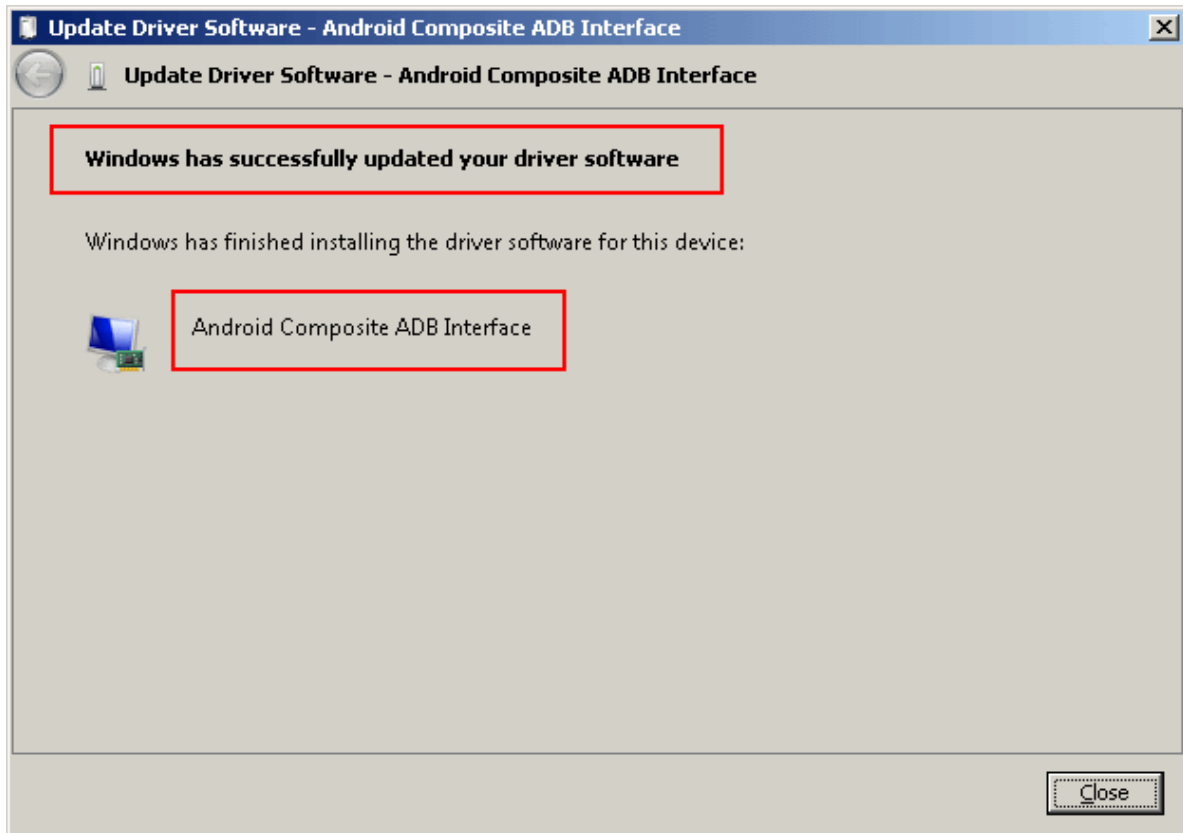 Update Driver Software - Android Composite ADB Interface
Update Driver Software - Android Composite ADB Interface
Windows has successfully updated your driver software
Windows has finished installing the driver software for this device:
Android Composite ADB Interface
Close